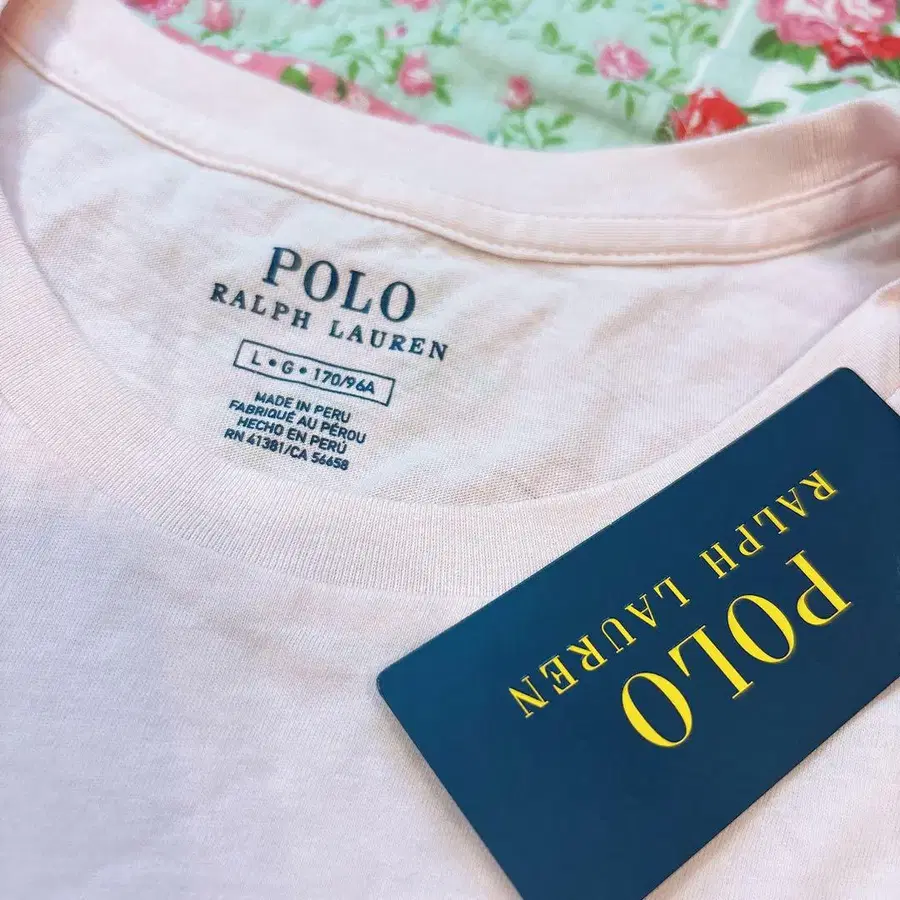 POLO
RALPH LAUREN
L • G • 170/96A
MADE IN PERU
FABRIQUÉ AU PÉROU
HECHO EN PERÚ
RN 41381/CA 56658
POLO
RALPH LAUREN